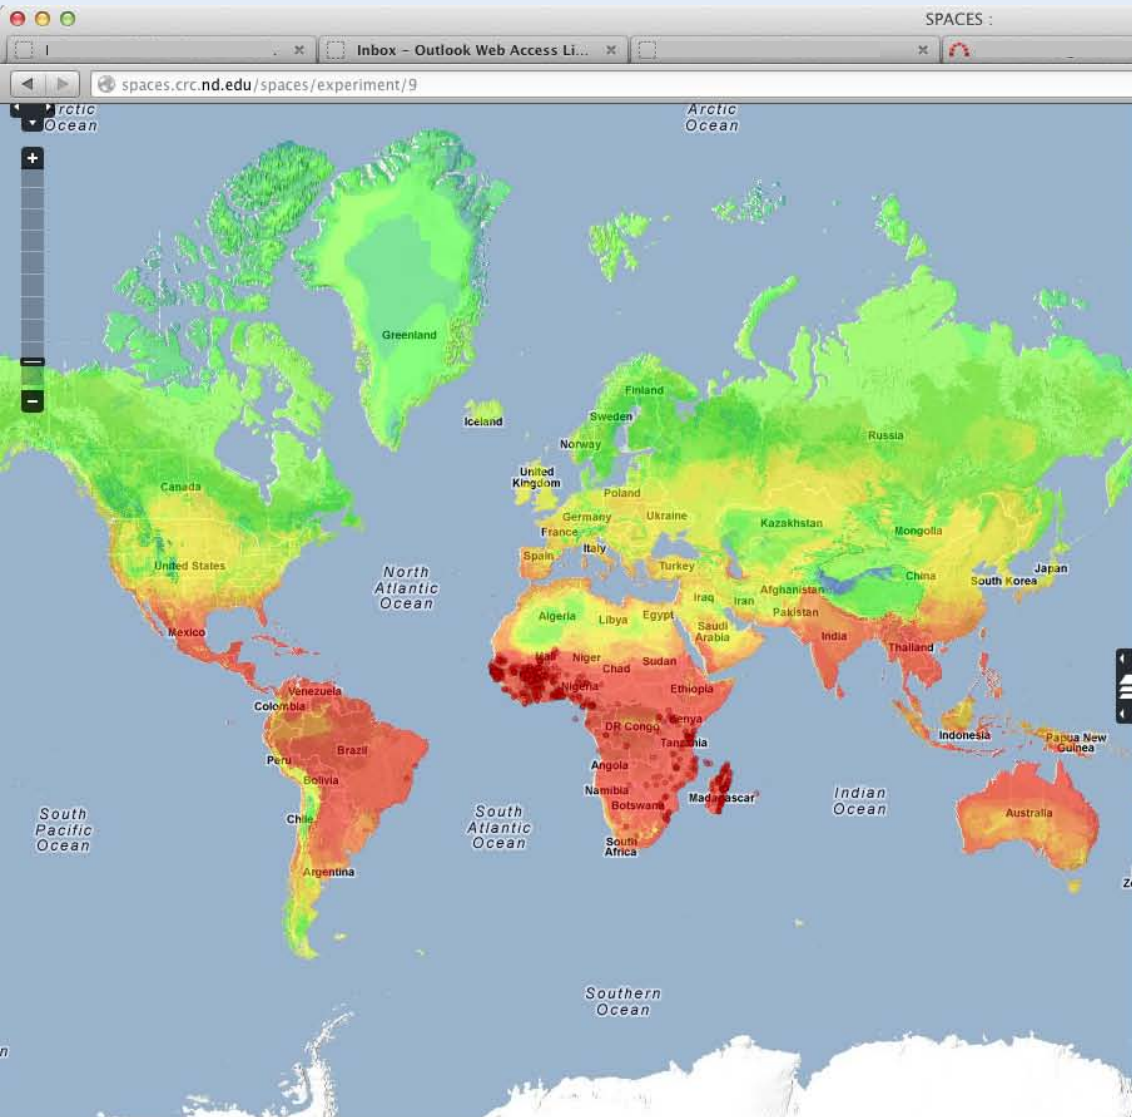 SPACES :
I
Inbox – Outlook Web Access Li...
spaces.crc.nd.edu/spaces/experiment/9
rctic
Ocean
Arctic
Ocean
+
Greenland
−
Finland
Iceland
Sweden
Norway
Russia
United
Kingdom
Canada
Poland
Germany
Ukraine
Kazakhstan
Mongolia
France
Italy
Spain
United States
Turkey
Japan
South Korea
China
North
Atlantic
Ocean
Afghanistan
Iraq
Iran
Pakistan
Algeria
Libya
Egypt
Saudi
Arabia
Mexico
India
Thailand
Mali
Niger
Chad
Sudan
Venezuela
Nigeria
Ethiopia
Colombia
DR Congo
Kenya
Tanzania
Indonesia
Papua New
Guinea
Brazil
Peru
Angola
Bolivia
Namibia
Madagascar
Botswana
Indian
Ocean
South
Pacific
Ocean
Chile
South
Atlantic
Ocean
Australia
South
Africa
Argentina
Z
Southern
Ocean
n